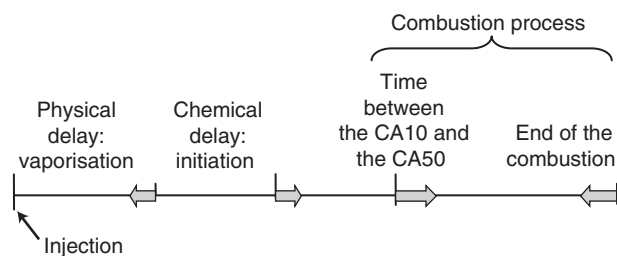 Combustion process
Physical
delay:
vaporisation
Chemical
delay:
initiation
Time
between
the CA10 and
the CA50
End of the
combustion
Injection